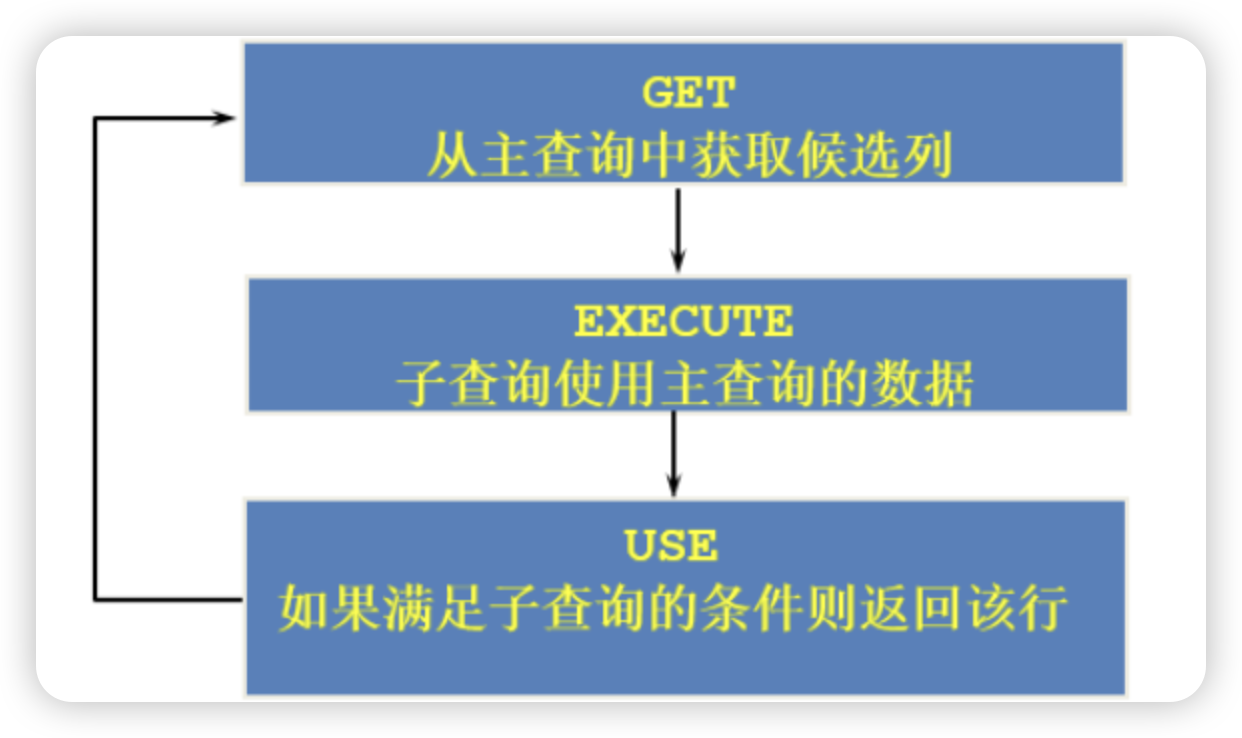 GET
从主查询中获取候选列
EXECUTE
子查询使用主查询的数据
USE
如果满足子查询的条件则返回该行